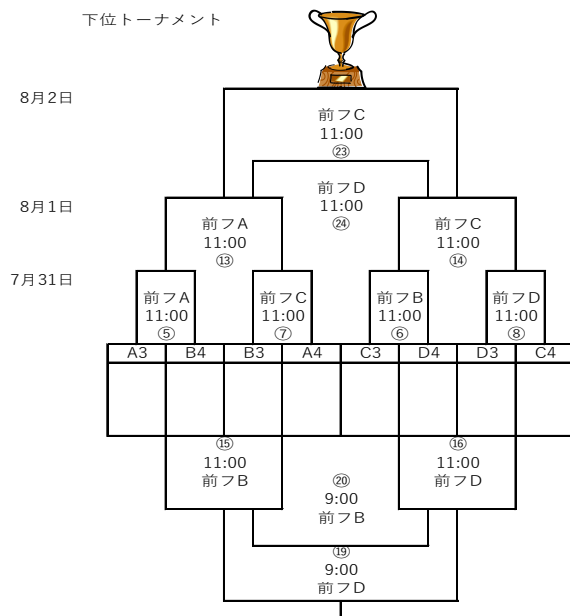 下位トーナメント
8月2日
前フC
11:00
㉓
前フD
8月1日
11:00
前フA
前フC
㉔
11:00
11:00
⑬
⑭
7月31日
前フA
前フC
前フB
前フD
11:00
11:00
11:00
11:00
⑤
⑦
⑥
⑧
A3 B4 B3 A4 C3 D4 D3 C4
⑮
⑯
11:00
11:00
前フB
⑳
前フD
9:00
前フB
⑲
9:00
前フD